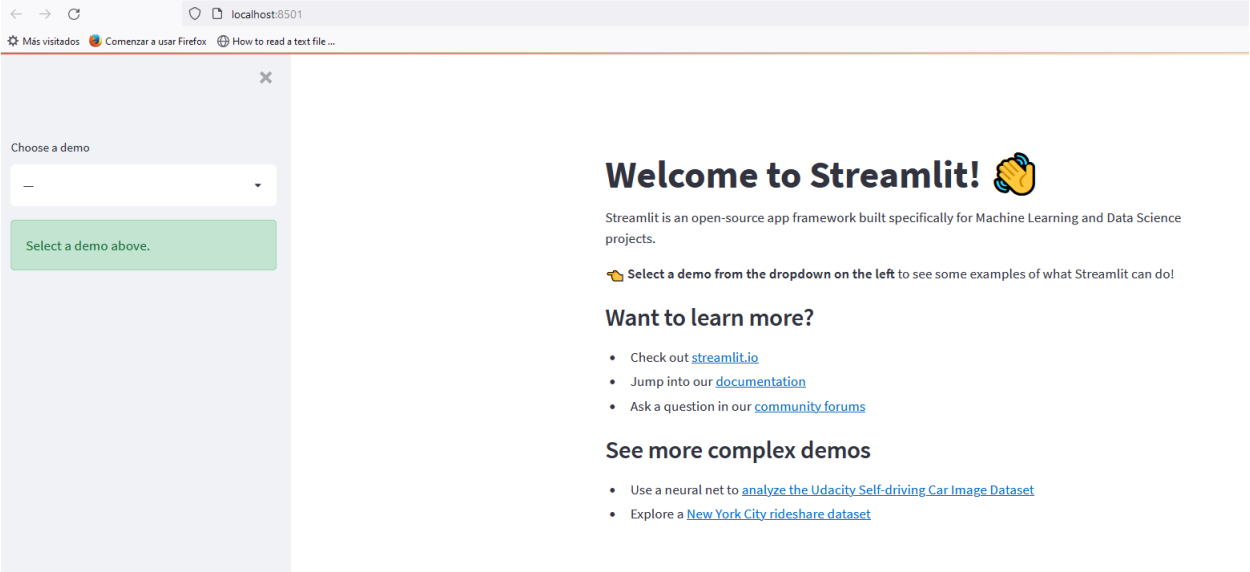 localhost:8501
Más visitados Comenzar a usar Firefox How to read a text file ...
Choose a demo
—
Select a demo above.
Welcome to Streamlit! 👋
Streamlit is an open-source app framework built specifically for Machine Learning and Data Science
projects.
👈 Select a demo from the dropdown on the left to see some examples of what Streamlit can do!
Want to learn more?
• Check out streamlit.io
• Jump into our documentation
• Ask a question in our community forums
See more complex demos
• Use a neural net to analyze the Udacity Self-driving Car Image Dataset
• Explore a New York City rideshare dataset